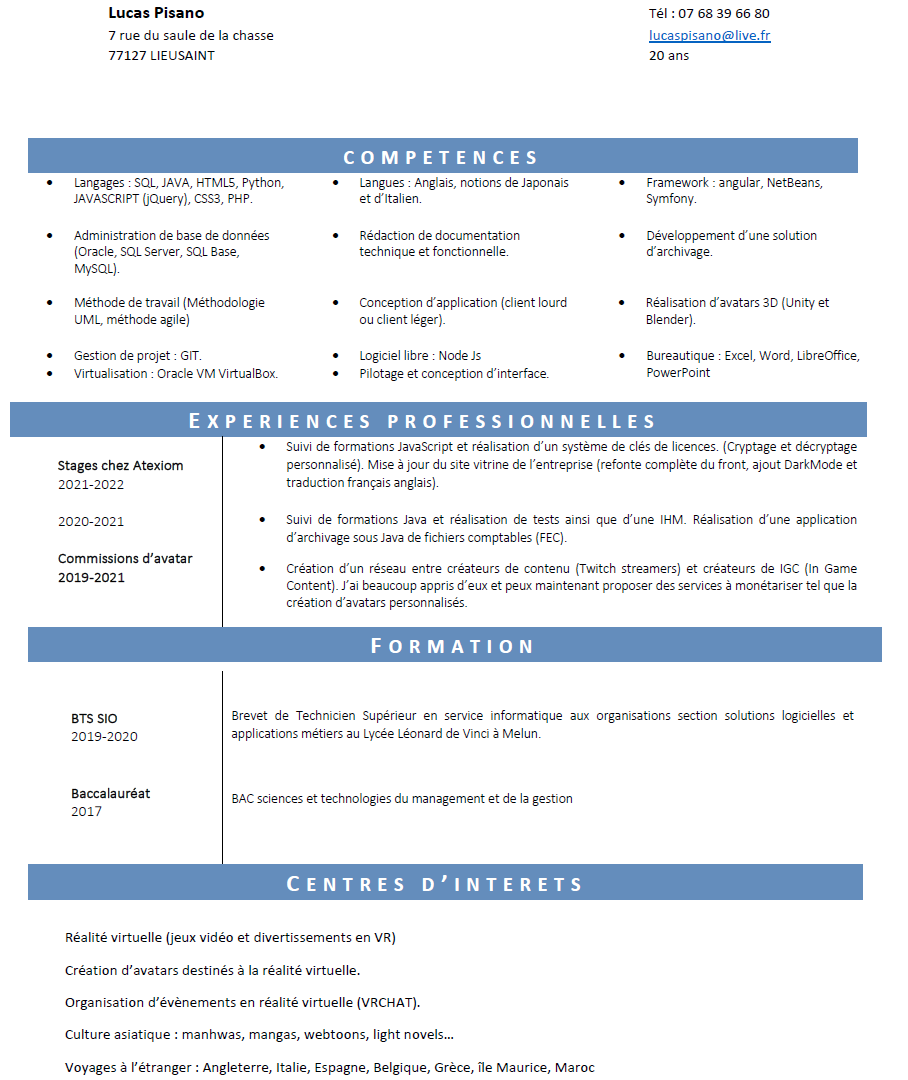 Lucas Pisano
Tél : 07 68 39 66 80
7 rue du saule de la chasse
lucaspisano@live.fr
77127 LIEUSAINT
20 ans
COMPETENCES
• Langages : SQL, JAVA, HTML5, Python,
JAVASCRIPT (jQuery), CSS3, PHP.
• Langues : Anglais, notions de Japonais
et d’Italien.
• Framework : angular, NetBeans,
Symfony.
• Administration de base de données
(Oracle, SQL Server, SQL Base,
MySQL).
• Rédaction de documentation
technique et fonctionnelle.
• Développement d’une solution
d’archivage.
• Méthode de travail (Méthodologie
UML, méthode agile)
• Conception d’application (client lourd
ou client léger).
• Réalisation d’avatars 3D (Unity et
Blender).
• Gestion de projet : GIT.
• Virtualisation : Oracle VM VirtualBox.
• Logiciel libre : Node Js
• Pilotage et conception d’interface.
• Bureautique : Excel, Word, LibreOffice,
PowerPoint
EXPERIENCES PROFESSIONNELLES
Stages chez Atexiom
2021-2022
• Suivi de formations JavaScript et réalisation d’un système de clés de licences. (Cryptage et décryptage
personnalisé). Mise à jour du site vitrine de l’entreprise (refonte complète du front, ajout DarkMode et
traduction français anglais).
2020-2021
• Suivi de formations Java et réalisation de tests ainsi que d’une IHM. Réalisation d’une application
d’archivage sous Java de fichiers comptables (FEC).
Commissions d’avatar
2019-2021
• Création d’un réseau entre créateurs de contenu (Twitch streamers) et créateurs de IGC (In Game
Content). J’ai beaucoup appris d’eux et peux maintenant proposer des services à monétariser tel que la
création d’avatars personnalisés.
FORMATION
BTS SIO
2019-2020
Brevet de Technicien Supérieur en service informatique aux organisations section solutions logicielles et
applications métiers au Lycée Léonard de Vinci à Melun.
Baccalauréat
2017
BAC sciences et technologies du management et de la gestion
CENTRES D’INTERETS
Réalité virtuelle (jeux vidéo et divertissements en VR)
Création d’avatars destinés à la réalité virtuelle.
Organisation d’évènements en réalité virtuelle (VRCHAT).
Culture asiatique : manhwas, mangas, webtoons, light novels…
Voyages à l’étranger : Angleterre, Italie, Espagne, Belgique, Grèce, île Maurice, Maroc